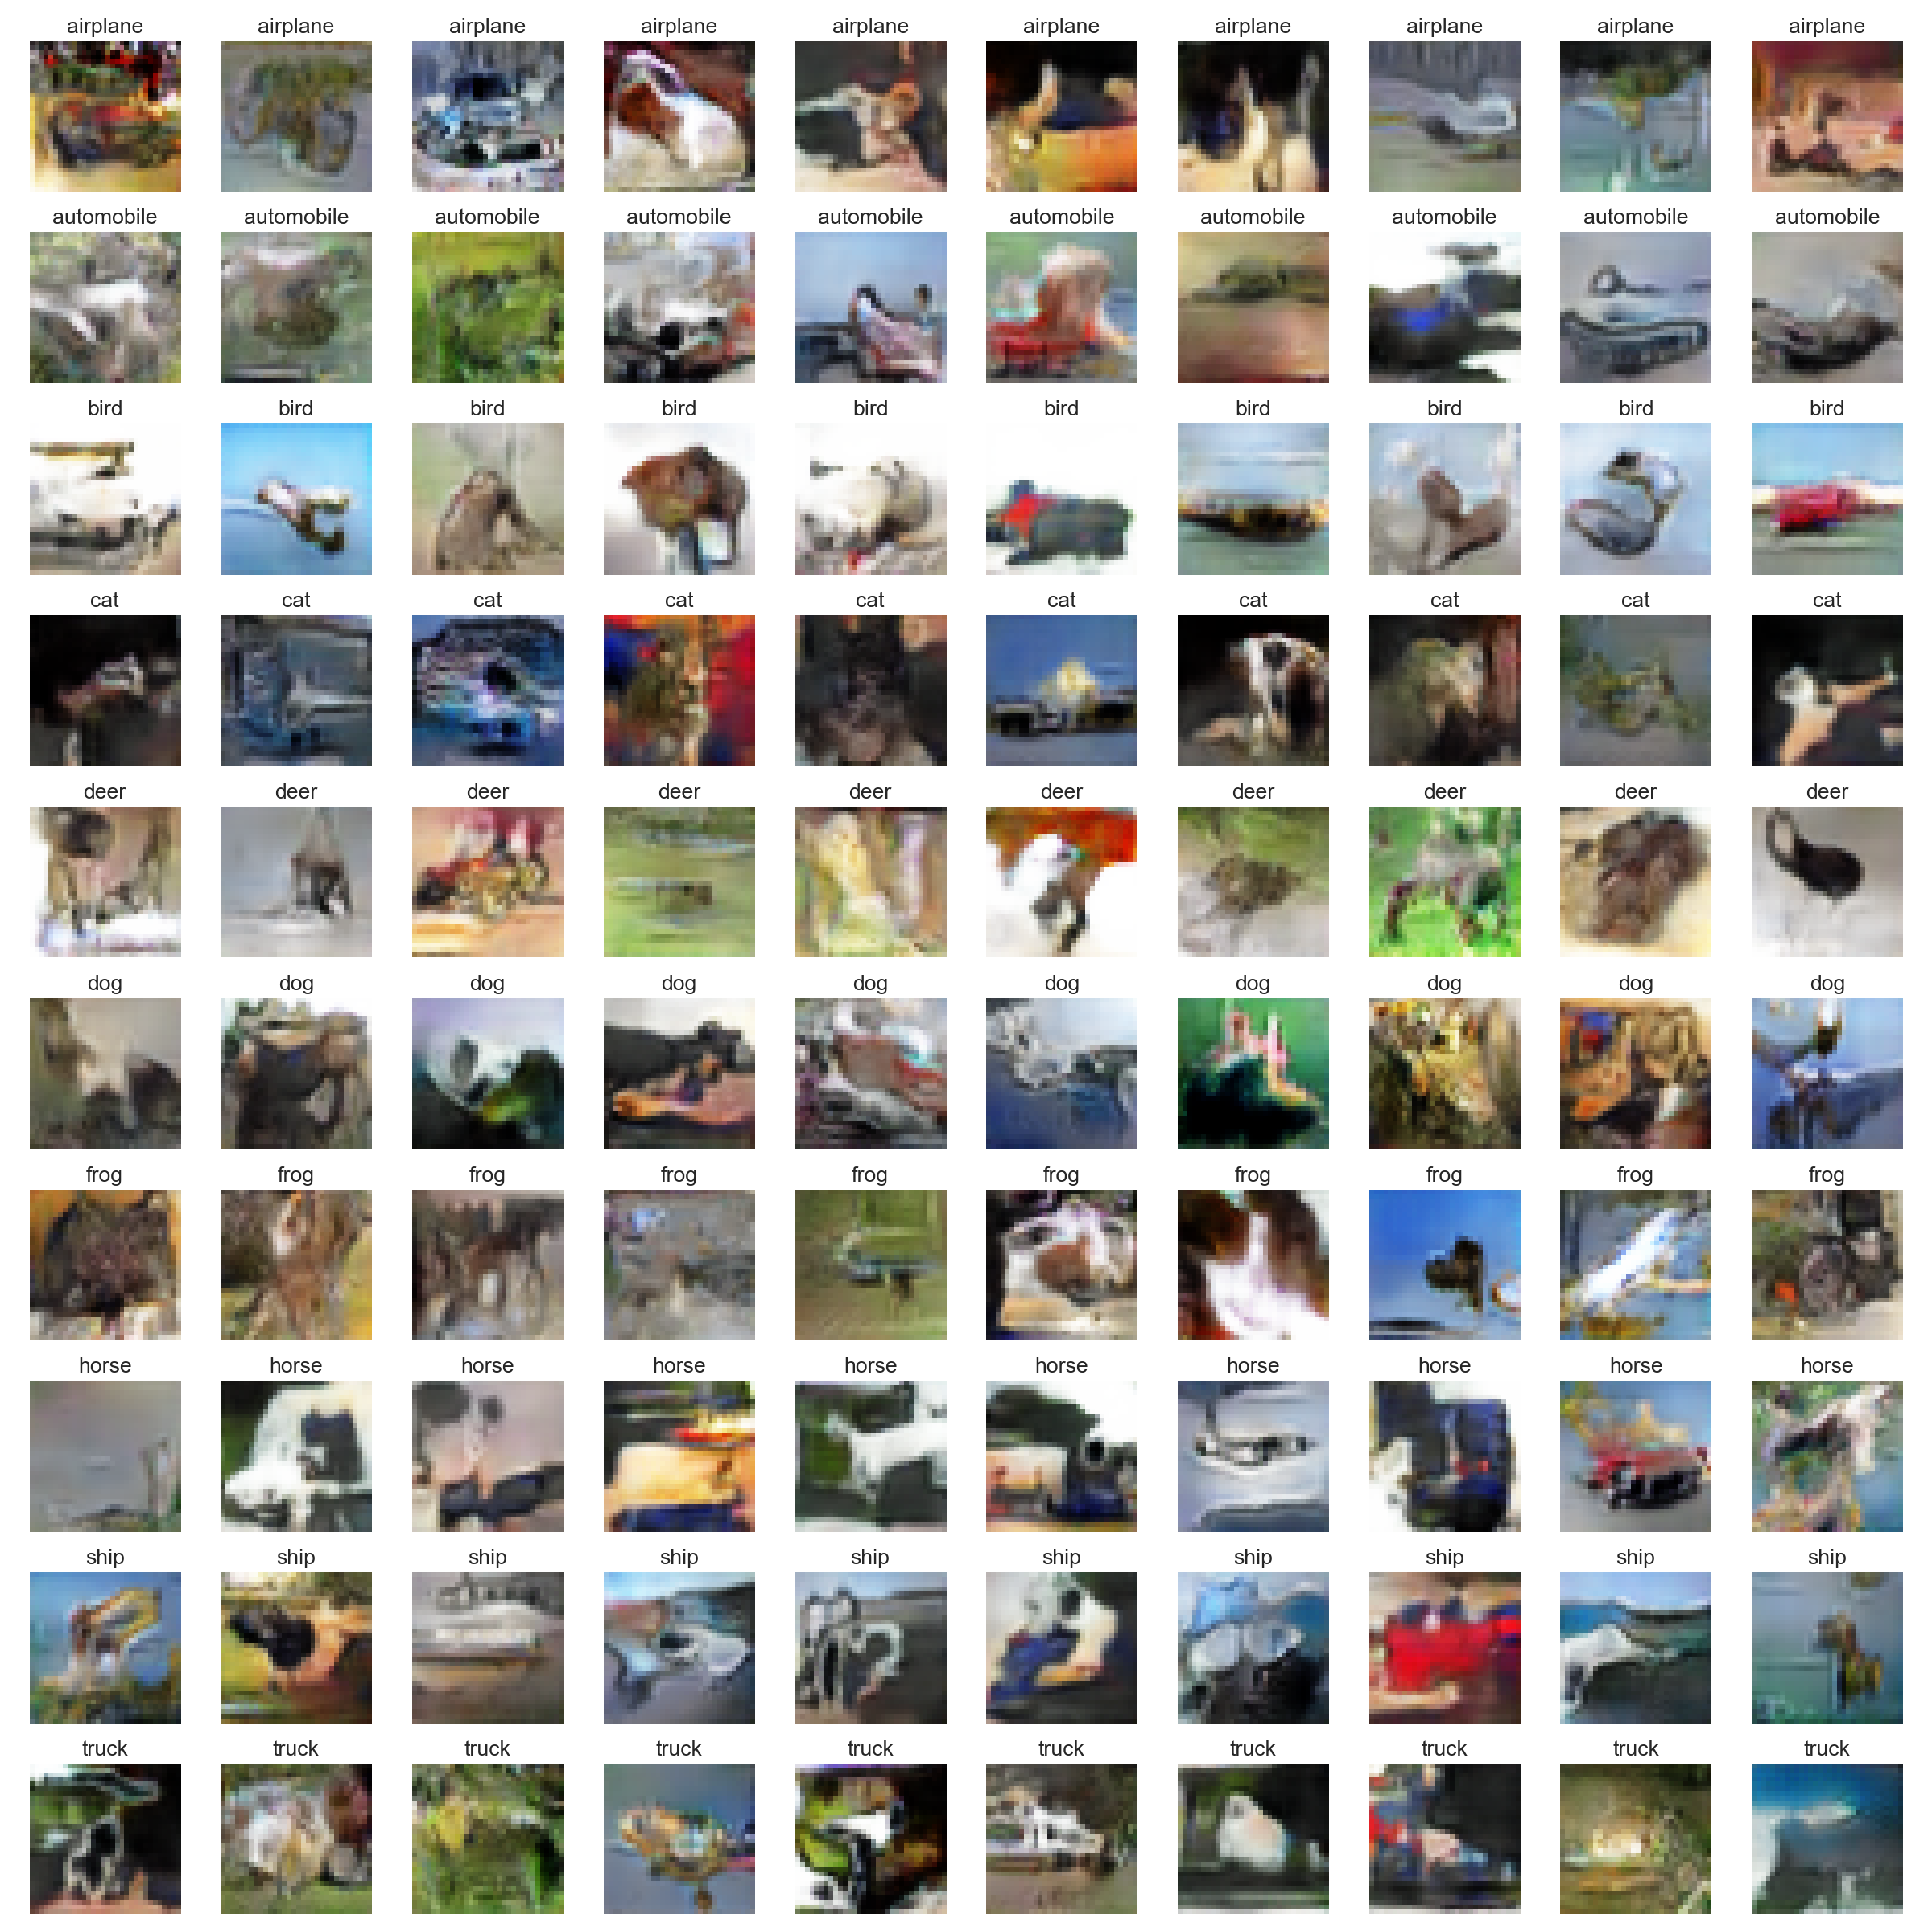 airplane airplane airplane airplane airplane airplane airplane airplane airplane airplane
automobile automobile automobile automobile automobile automobile automobile automobile automobile automobile
bird bird bird bird bird bird bird bird bird bird
cat cat cat cat cat cat cat cat cat cat
deer deer deer deer deer deer deer deer deer deer
dog dog dog dog dog dog dog dog dog dog
frog frog frog frog frog frog frog frog frog frog
horse horse horse horse horse horse horse horse horse horse
ship ship ship ship ship ship ship ship ship ship
truck truck truck truck truck truck truck truck truck truck